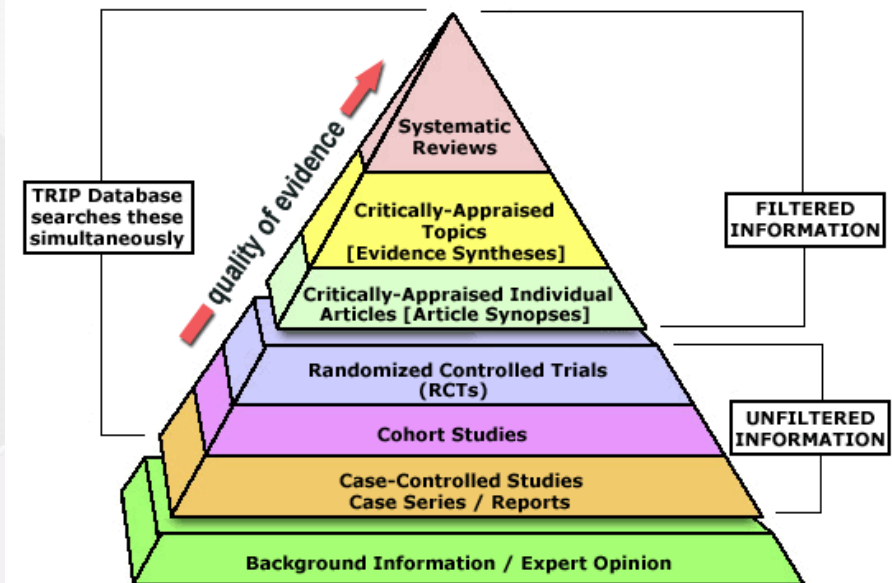 Systematic
Reviews
quality of evidence
TRIP Database
searches these
simultaneously
Critically-Appraised
Topics
[Evidence Syntheses]
FILTERED
INFORMATION
Critically-Appraised Individual
Articles [Article Synopses]
Randomized Controlled Trials
(RCTs)
UNFILTERED
INFORMATION
Cohort Studies
Case-Controlled Studies
Case Series / Reports
Background Information / Expert Opinion